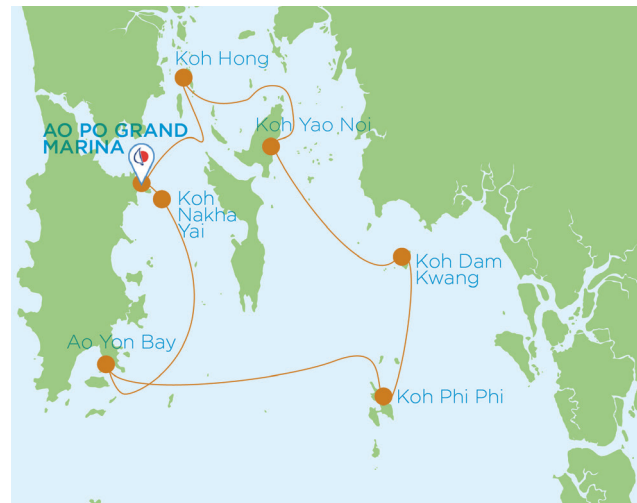 Koh Hong
AO PO GRAND
MARINA
Koh Yao Noi
Koh
Nakha
Yai
Koh Dam
Kwang
Ao Yon Bay
Koh Phi Phi